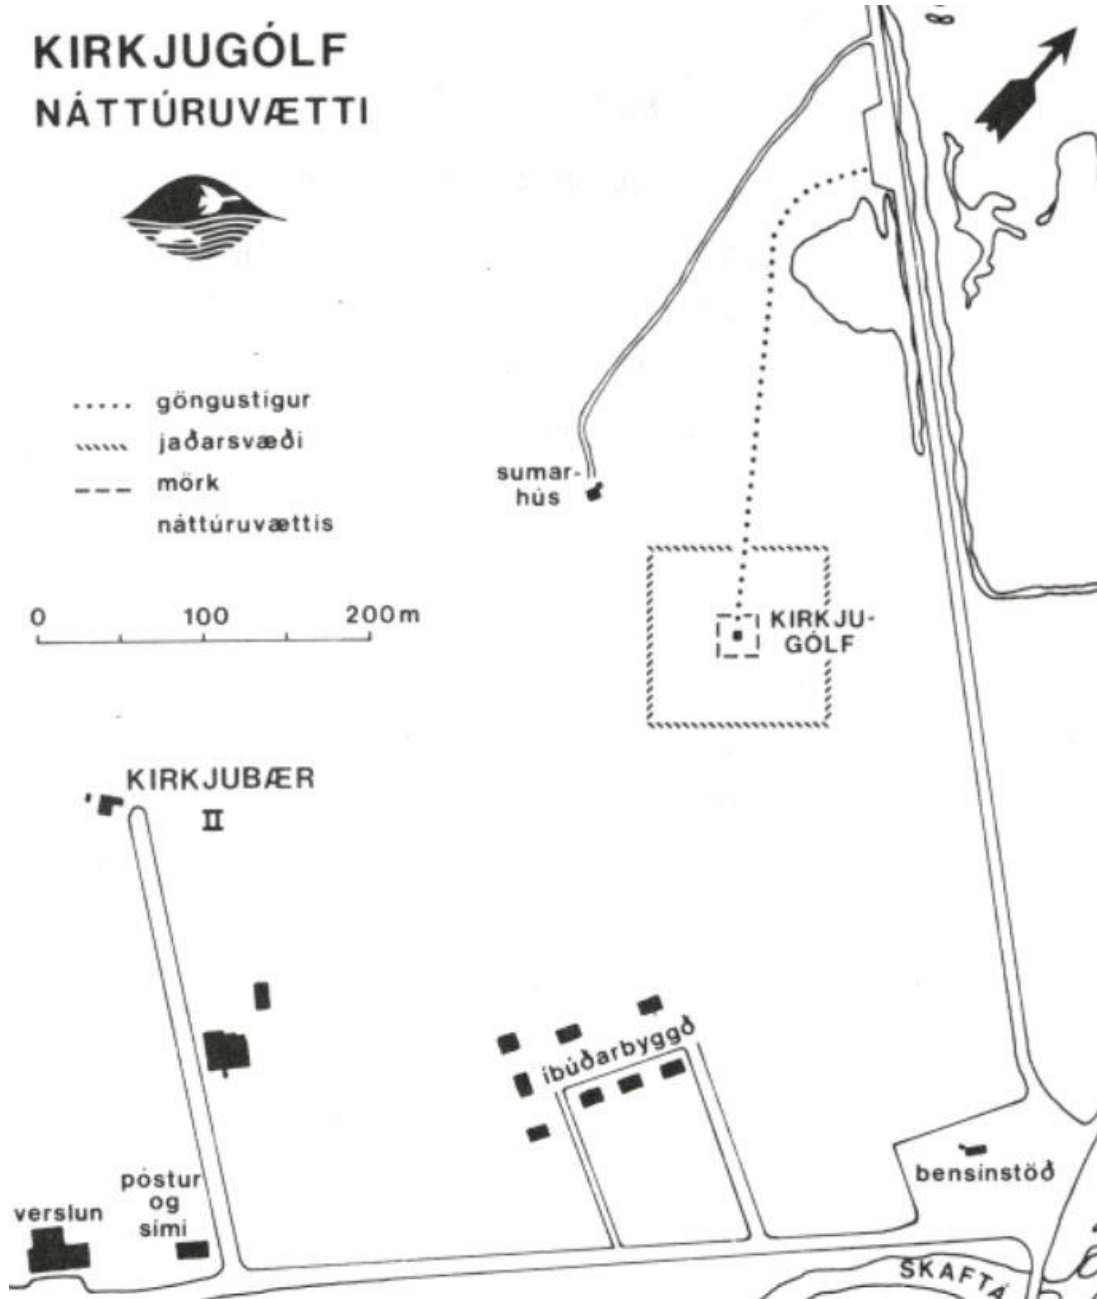 KIRKJUGÓLF
NÁTTÚRUVÆTTI
göngustígur
jaðarsvæði
mörk
náttúruvættis
0 100 200m
sumar-
hús
KIRKJU-
GÓLF
KIRKJUBÆR
II
íbúðarbyggð
bensínstöð
póstur
og
sími
verslun
SKAFTÁ